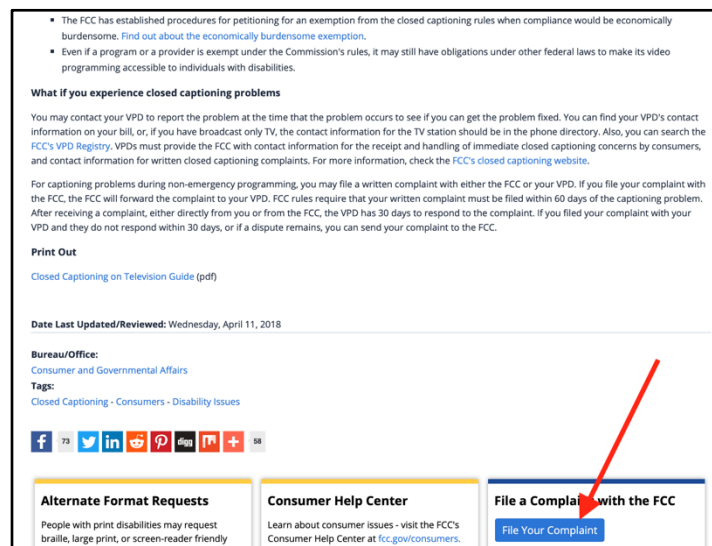 ▪ The FCC has established procedures for petitioning for an exemption from the closed captioning rules when compliance would be economically
burdensome. Find out about the economically burdensome exemption.
▪ Even if a program or a provider is exempt under the Commission's rules, it may still have obligations under other federal laws to make its video
programming accessible to individuals with disabilities.
What if you experience closed captioning problems
You may contact your VPD to report the problem at the time that the problem occurs to see if you can get the problem fixed. You can find your VPD's contact
information on your bill, or, if you have broadcast only TV, the contact information for the TV station should be in the phone directory. Also, you can search the
FCC's VPD Registry. VPDs must provide the FCC with contact information for the receipt and handling of immediate closed captioning concerns by consumers,
and contact information for written closed captioning complaints. For more information, check the FCC's closed captioning website.
For captioning problems during non-emergency programming, you may file a written complaint with either the FCC or your VPD. If you file your complaint with
the FCC, the FCC will forward the complaint to your VPD. FCC rules require that your written complaint must be filed within 60 days of the captioning problem.
After receiving a complaint, either directly from you or from the FCC, the VPD has 30 days to respond to the complaint. If you filed your complaint with your
VPD and they do not respond within 30 days, or if a dispute remains, you can send your complaint to the FCC.
Print Out
Closed Captioning on Television Guide (pdf)
Date Last Updated/Reviewed: Wednesday, April 11, 2018
Bureau/Office:
Consumer and Governmental Affairs
Tags:
Closed Captioning - Consumers - Disability Issues
f 73 in digg 58
Alternate Format Requests
People with print disabilities may request
braille, large print, or screen-reader friendly
Consumer Help Center
Learn about consumer issues - visit the FCC's
Consumer Help Center at fcc.gov/consumers.
File a Complaint with the FCC
File Your Complaint